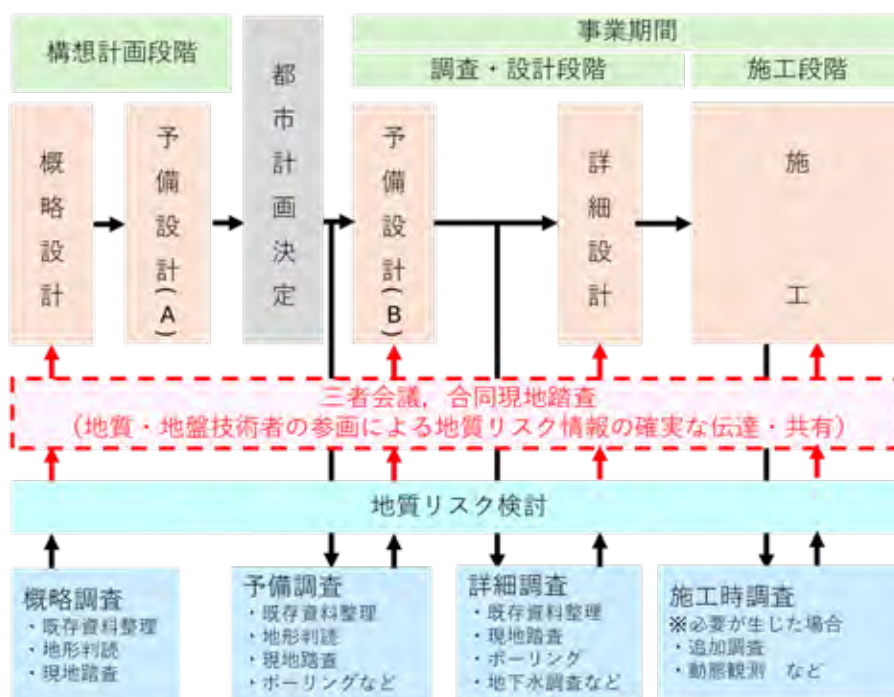 構想計画段階
事業期間
調査・設計段階
施工段階
概略設計
予備設計(A)
都市計画決定
予備設計(B)
詳細設計
施工
三者会議，合同現地踏査
（地質・地盤技術者の参画による地質リスク情報の確実な伝達・共有）
地質リスク検討
概略調査
・既存資料整理
・地形判読
・現地踏査
予備調査
・既存資料整理
・地形判読
・現地踏査
・ボーリングなど
詳細調査
・既存資料整理
・現地踏査
・ボーリング
・地下水調査など
施工時調査
※必要が生じた場合
・追加調査
・動態観測　など